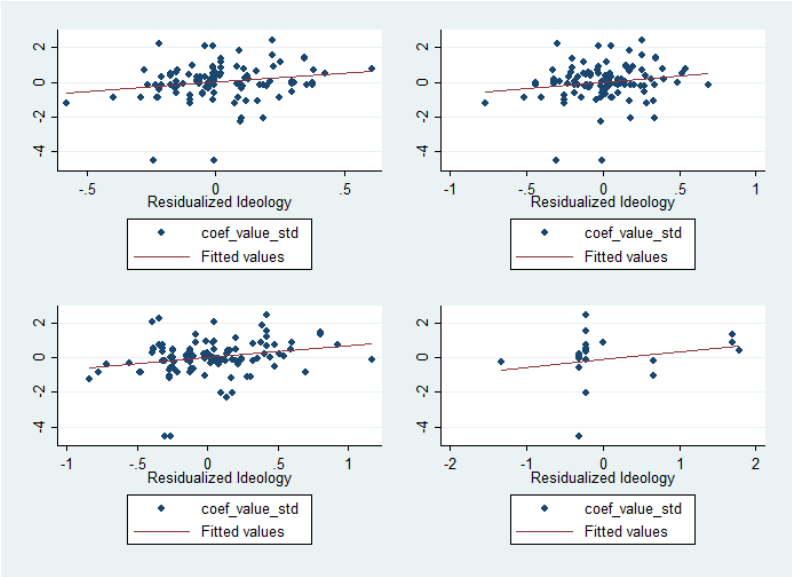 2
0
-2
-4
-.5
0
.5
Residualized Ideology
coef_value_std
Fitted values
2
0
-2
-4
-1
-.5
0
.5
1
Residualized Ideology
coef_value_std
Fitted values
2
0
-2
-4
-1
-.5
0
.5
1
Residualized Ideology
coef_value_std
Fitted values
2
0
-2
-4
-2
-1
0
1
2
Residualized Ideology
coef_value_std
Fitted values